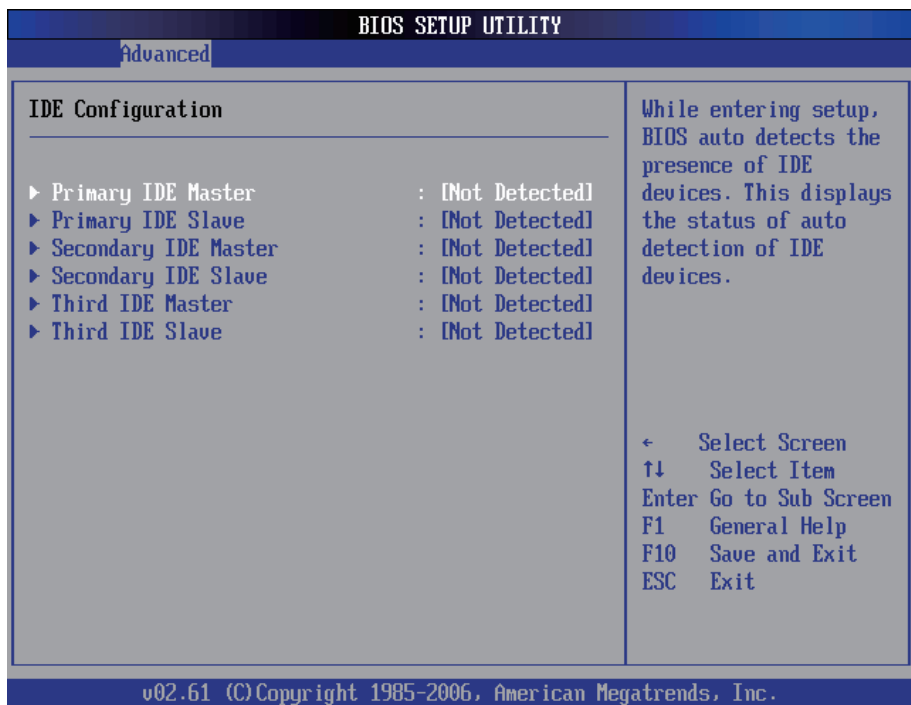 BIOS SETUP UTILITY
Advanced
IDE Configuration
▶ Primary IDE Master : [Not Detected]
▶ Primary IDE Slave : [Not Detected]
▶ Secondary IDE Master : [Not Detected]
▶ Secondary IDE Slave : [Not Detected]
▶ Third IDE Master : [Not Detected]
▶ Third IDE Slave : [Not Detected]
While entering setup,
BIOS auto detects the
presence of IDE
devices. This displays
the status of auto
detection of IDE
devices.
← Select Screen
↑↓ Select Item
Enter Go to Sub Screen
F1 General Help
F10 Save and Exit
ESC Exit
v02.61 (C)Copyright 1985-2006, American Megatrends, Inc.